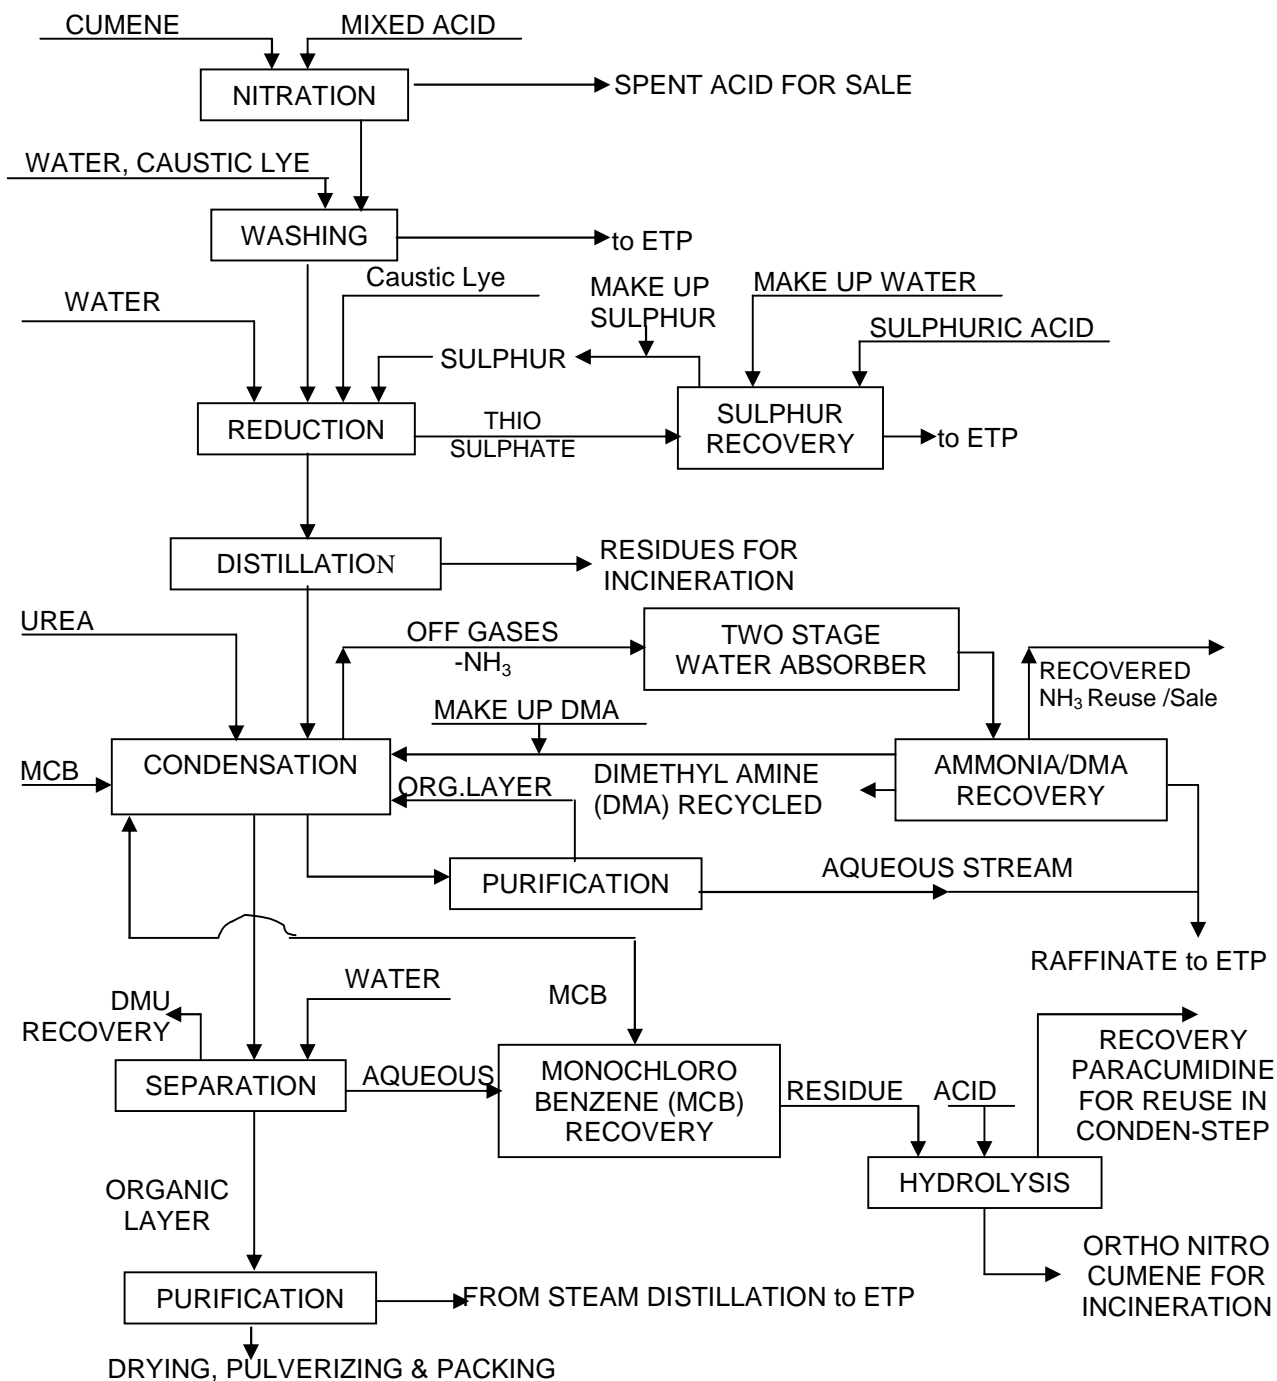 CUMENE
MIXED ACID
NITRATION
SPENT ACID FOR SALE
WATER, CAUSTIC LYE
WASHING
to ETP
WATER
Caustic Lye
MAKE UP
SULPHUR
MAKE UP WATER
SULPHURIC ACID
SULPHUR
REDUCTION
THIO
SULPHATE
SULPHUR
RECOVERY
to ETP
DISTILLATION
RESIDUES FOR
INCINERATION
UREA
OFF GASES
-NH₃
TWO STAGE
WATER ABSORBER
RECOVERED
NH₃ Reuse /Sale
MAKE UP DMA
MCB
CONDENSATION
ORG.LAYER
DIMETHYL AMINE
(DMA) RECYCLED
AMMONIA/DMA
RECOVERY
PURIFICATION
AQUEOUS STREAM
RAFFINATE to ETP
DMU
RECOVERY
WATER
MCB
SEPARATION
AQUEOUS
MONOCHLORO
BENZENE (MCB)
RECOVERY
RESIDUE
ACID
RECOVERY
PARACUMIDINE
FOR REUSE IN
CONDEN-STEP
HYDROLYSIS
ORGANIC
LAYER
ORTHO NITRO
CUMENE FOR
INCINERATION
PURIFICATION
FROM STEAM DISTILLATION to ETP
DRYING, PULVERIZING & PACKING